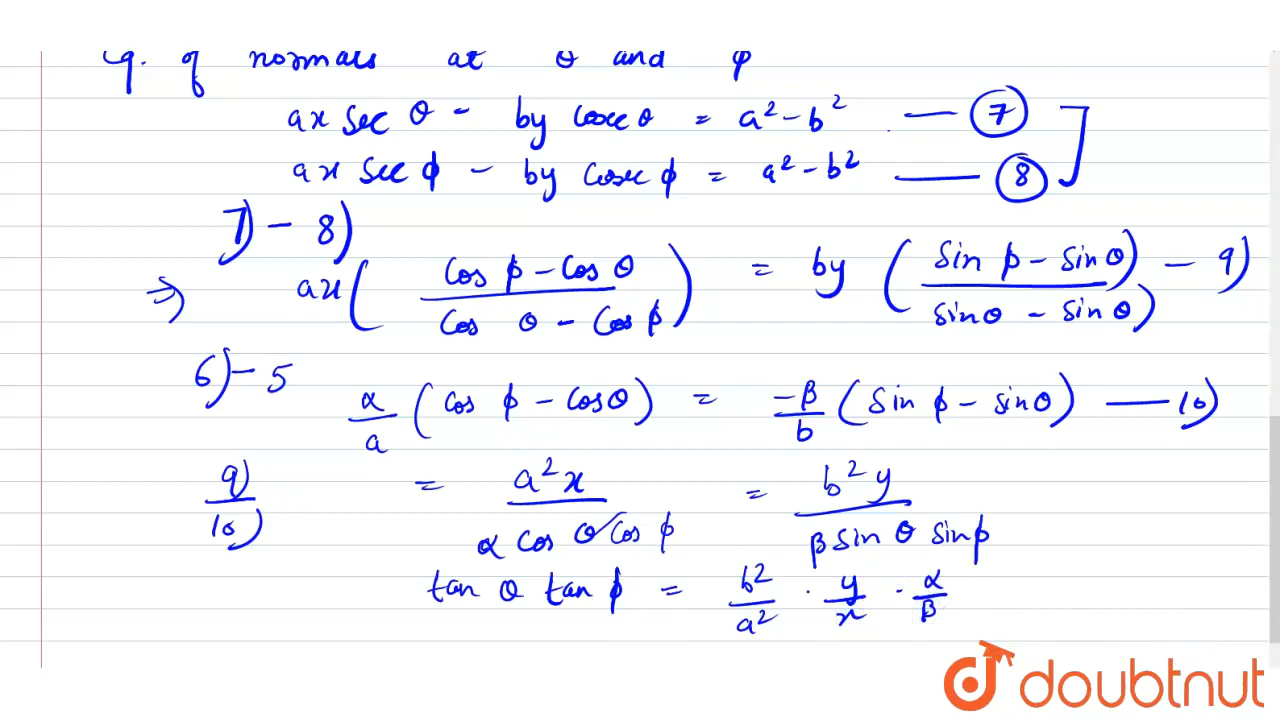 q. of normals at θ and φ
ax sec θ - by cosec θ = a² - b² — 7
ax sec φ - by cosec φ = a² - b² — 8
7) - 8)
⇒ ax ( cos φ - cos θ / cos θ - cos φ ) = by ( sin φ - sin θ / sin θ - sin θ ) - 9)
6) - 5
α/a ( cos φ - cos θ ) = -β/b ( sin φ - sin θ ) — 10)
9)/10) = a²x / α cos θ cos φ = b²y / β sin θ sin φ
tan θ tan φ = b²/a² · y/x · α/β
doubtnut